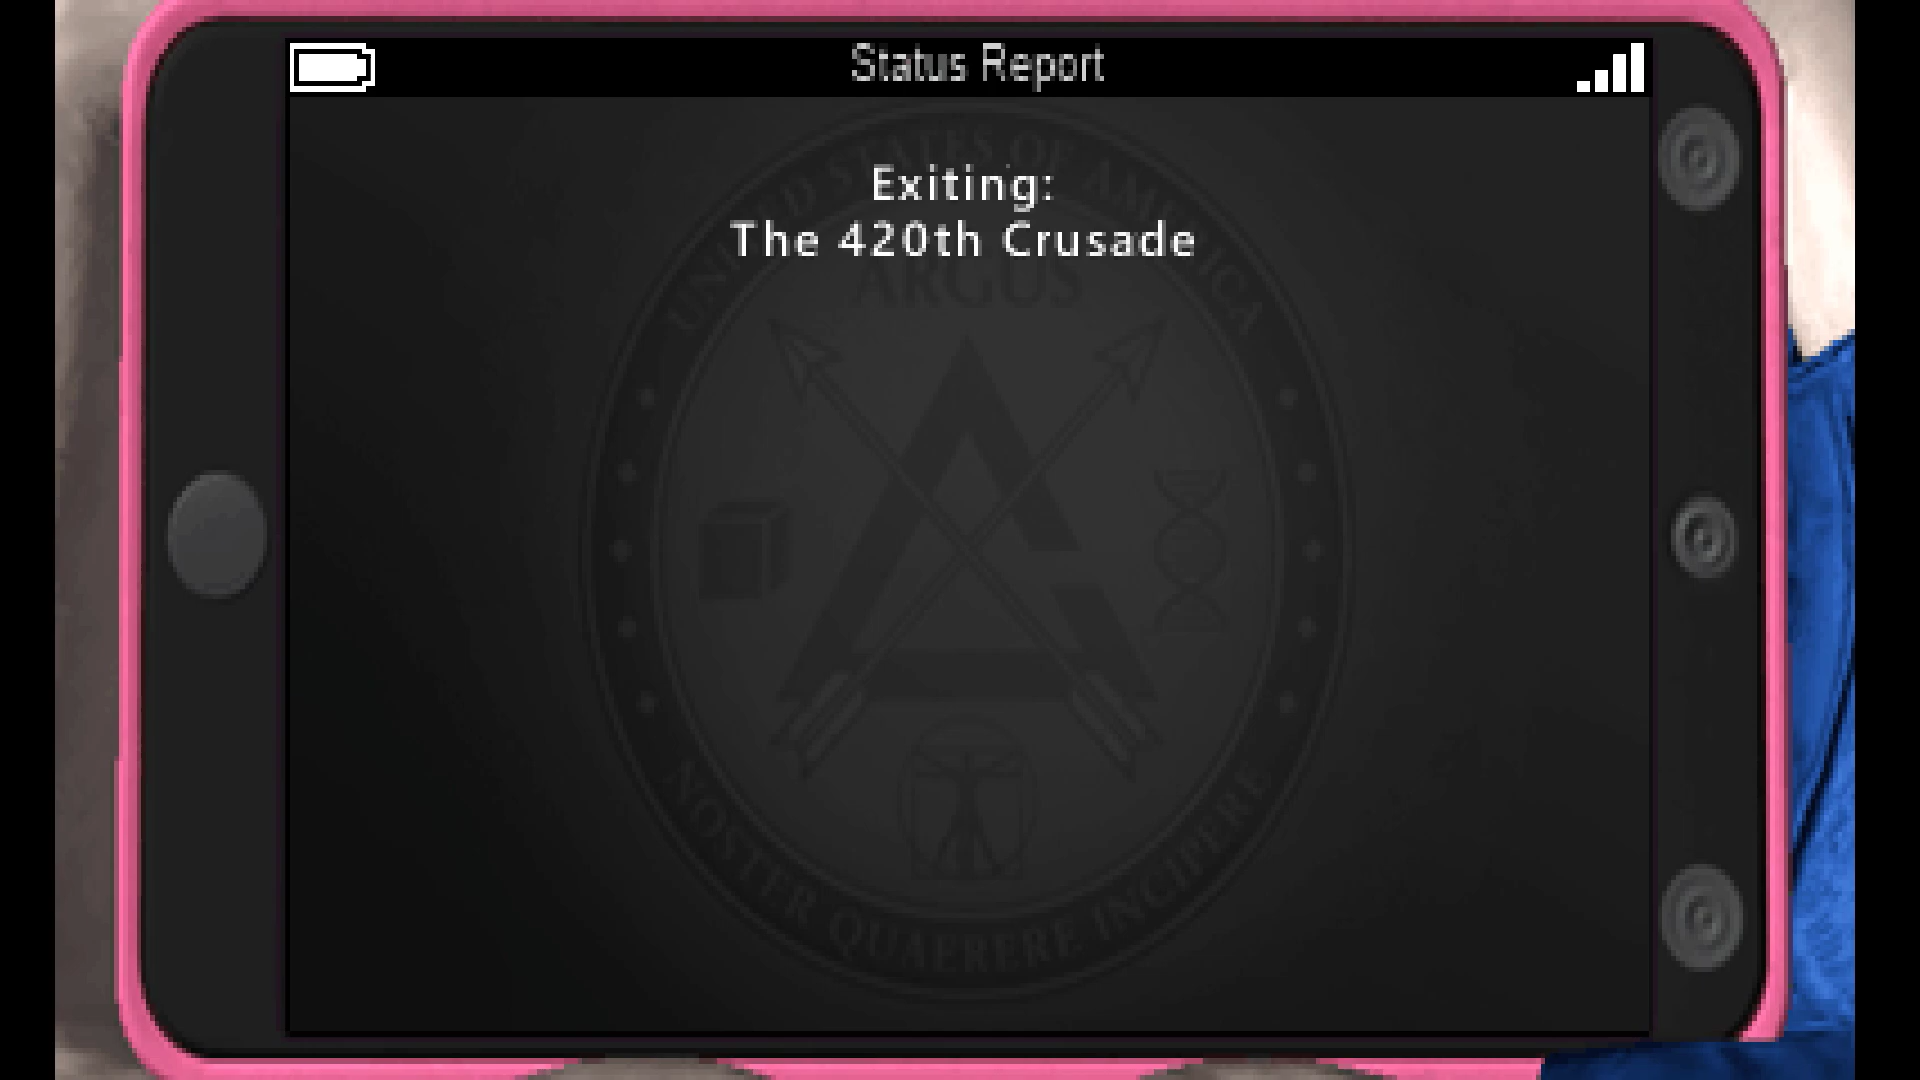 Status Report
Exiting:
The 420th Crusade
UNITED STATES OF AMERICA
ARGUS
NOSTER QUAERERE INCIPERE